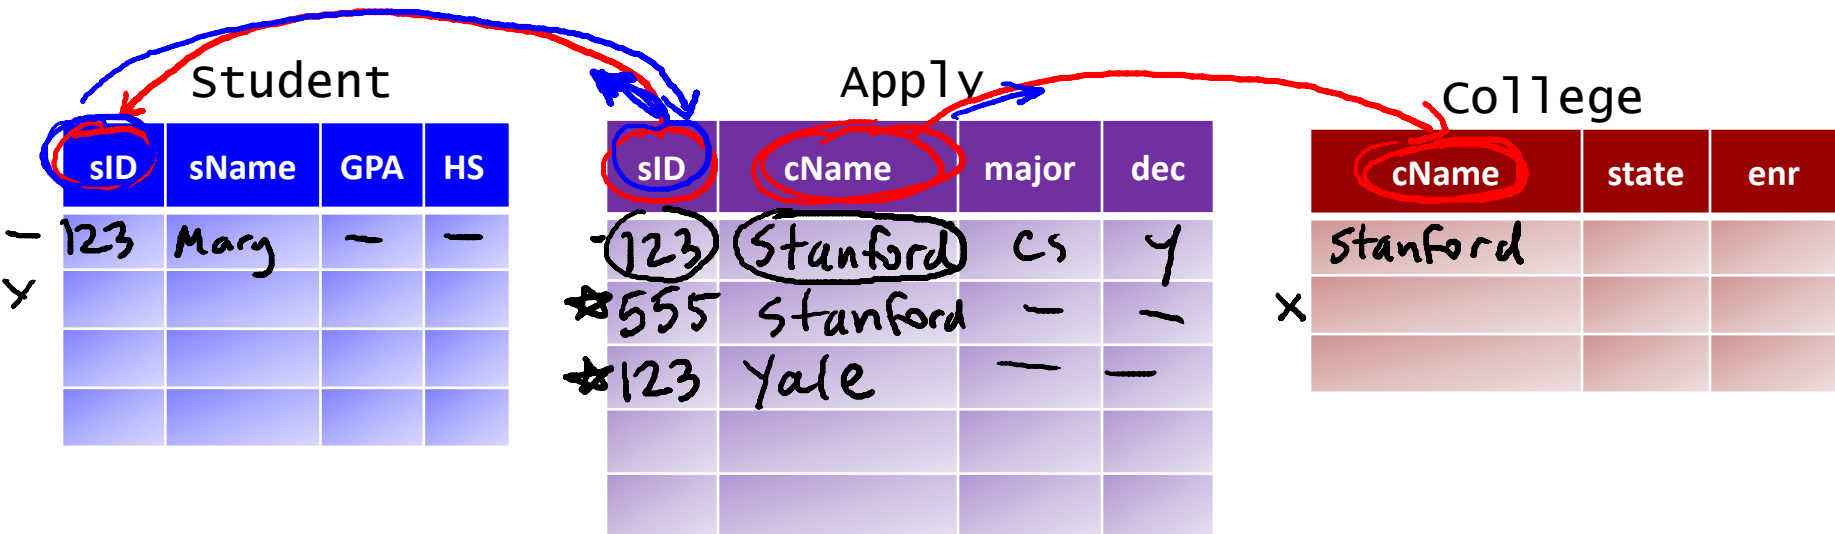 Student
sID sName GPA HS
123 Mary — —
Apply
sID cName major dec
123 Stanford CS Y
555 Stanford — —
123 Yale — —
College
cName state enr
Stanford